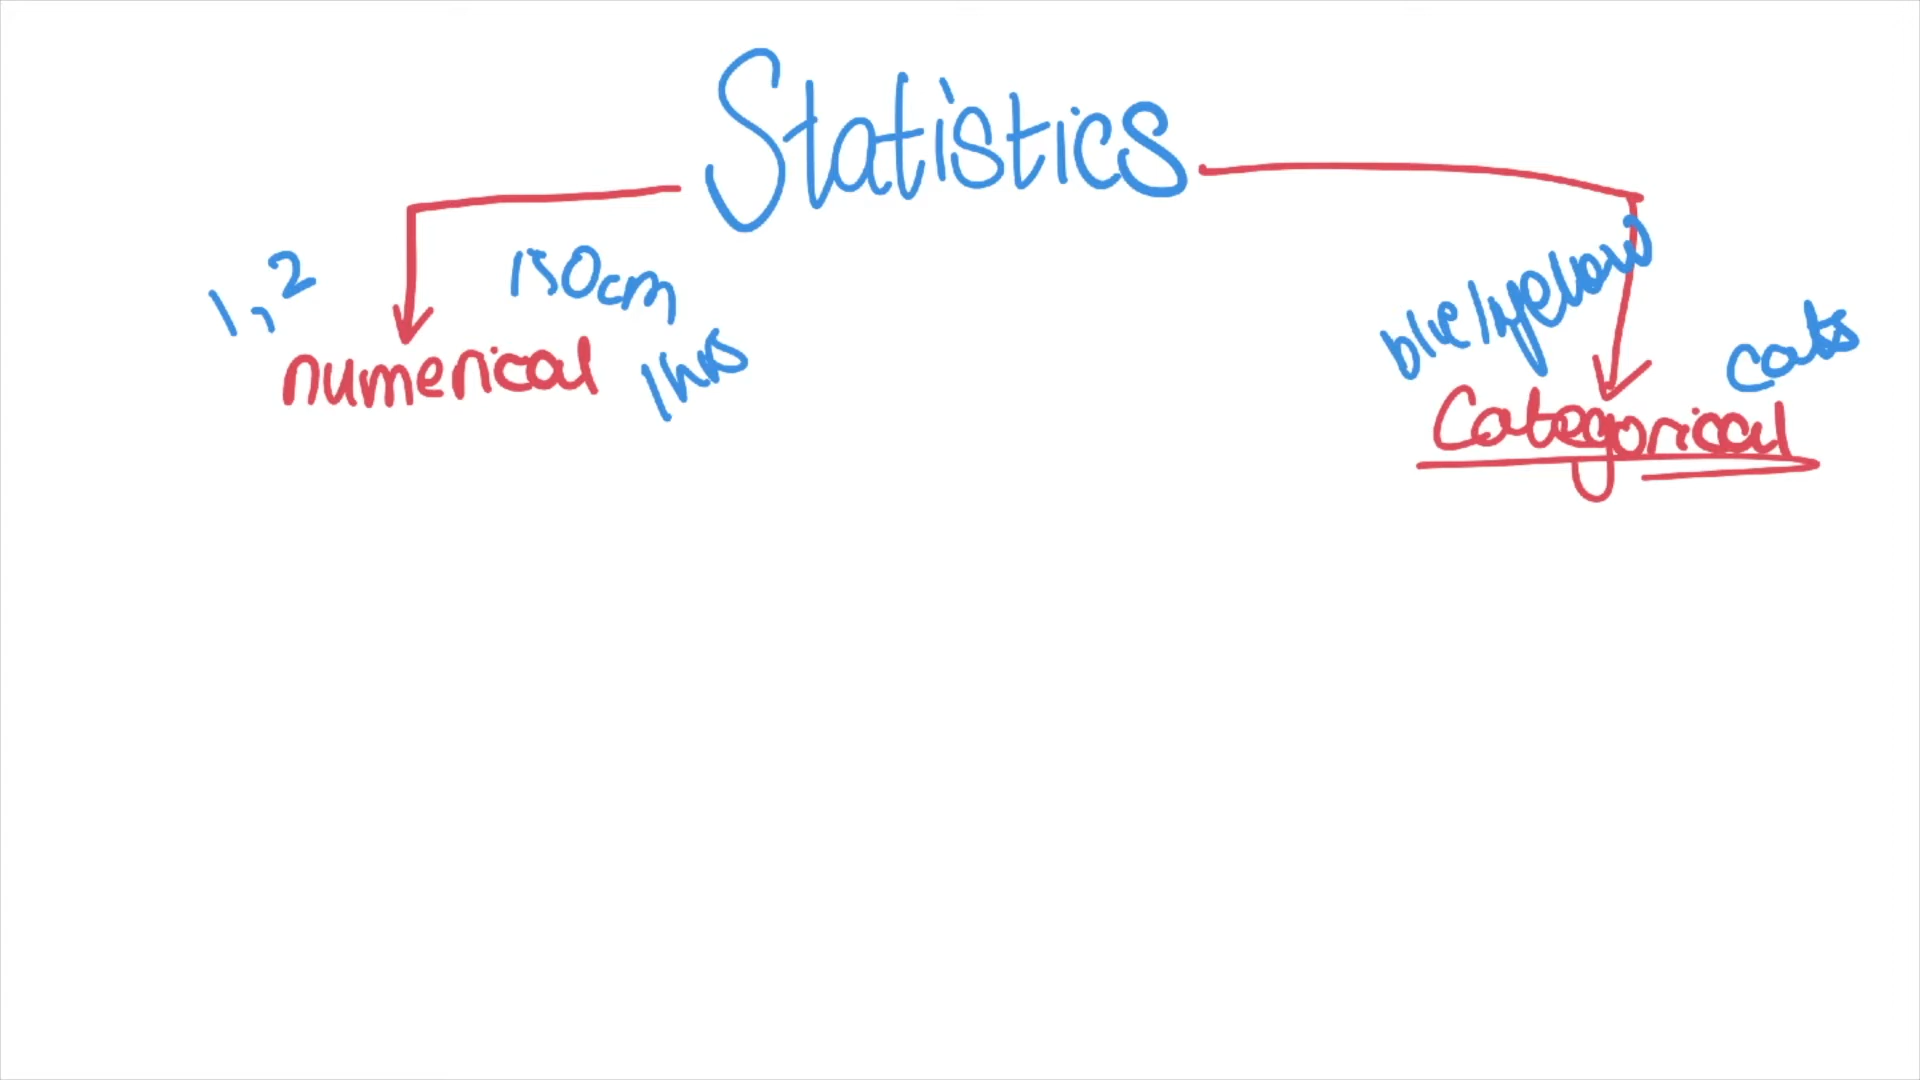 Statistics
1, 2
150cm
1hrs
numerical
blue/yellow
cats
Categorical